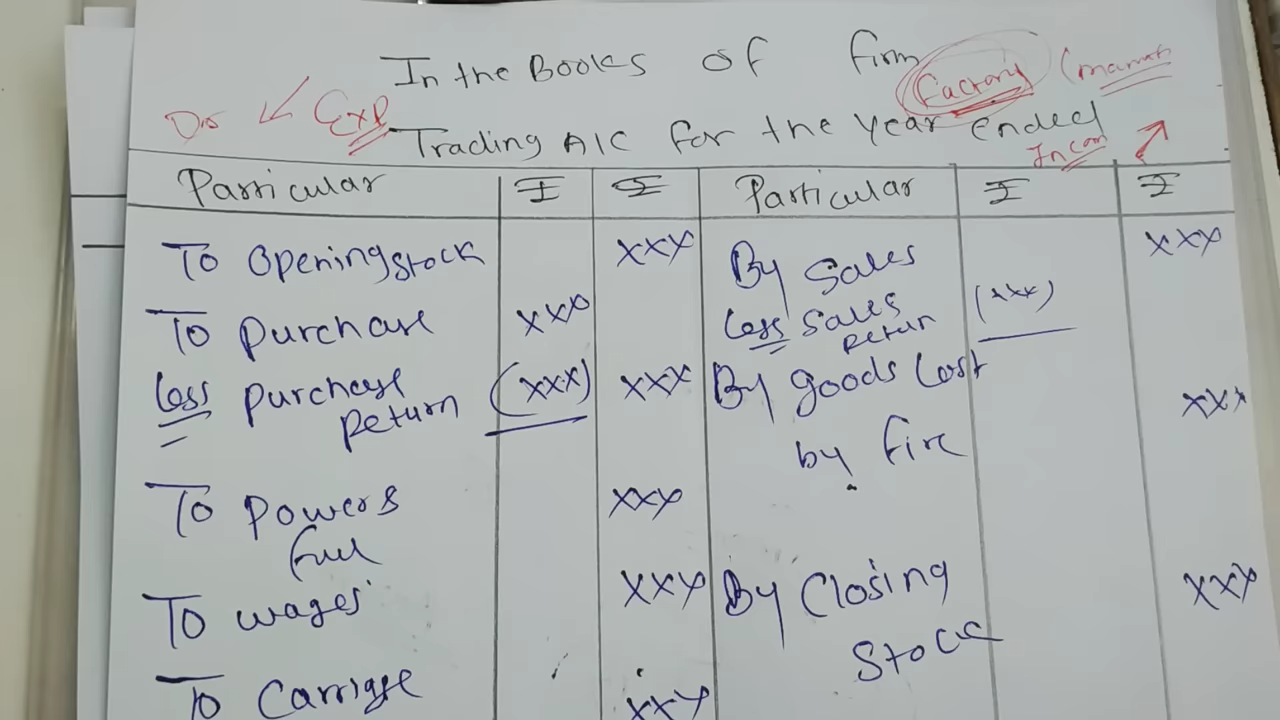 In the Books of firm
Factory (manuf
Dr Exp
Trading A/C for the year ended
Incom
Particular ₹ ₹ Particular ₹ ₹
To Opening stock xxx By Sales xxx
To Purchase xxx Less Sales Return (xxx)
Less Purchase Return (xxx) xxx By goods Lost by fire xxx
To Power & fuel xxx
To wages xxx By Closing Stock xxx
To Carriage xxx